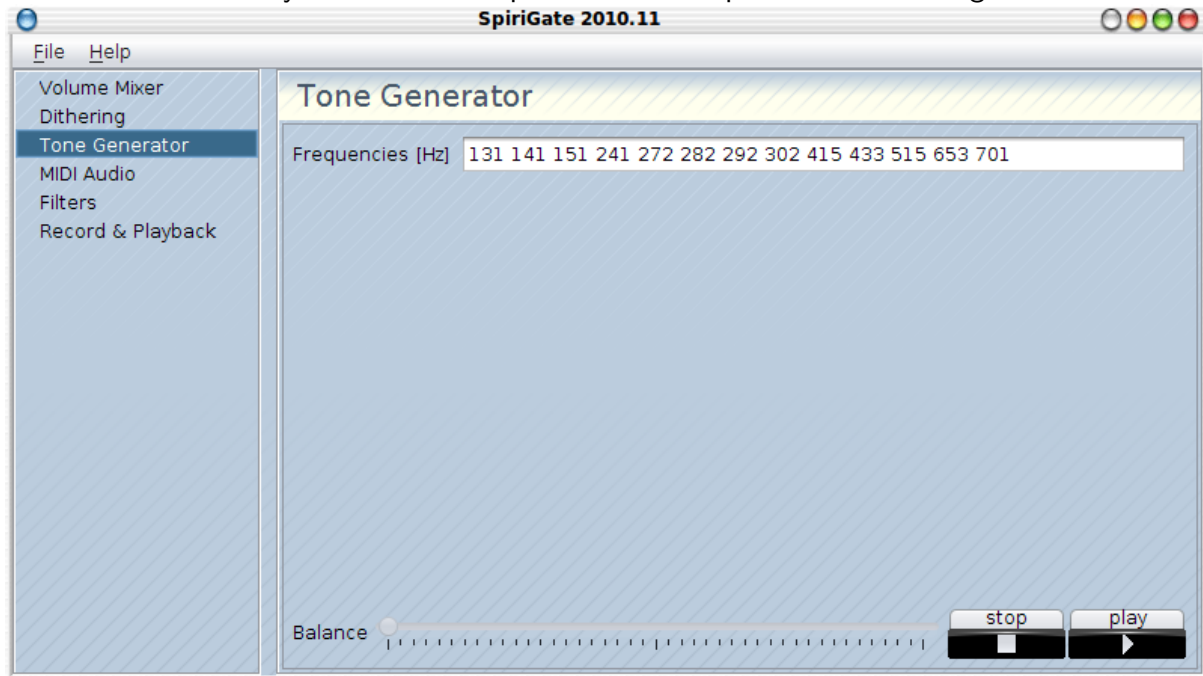 SpiriGate 2010.11
File Help
Volume Mixer
Dithering
Tone Generator
MIDI Audio
Filters
Record & Playback
Tone Generator
Frequencies [Hz] 131 141 151 241 272 282 292 302 415 433 515 653 701
Balance
stop play